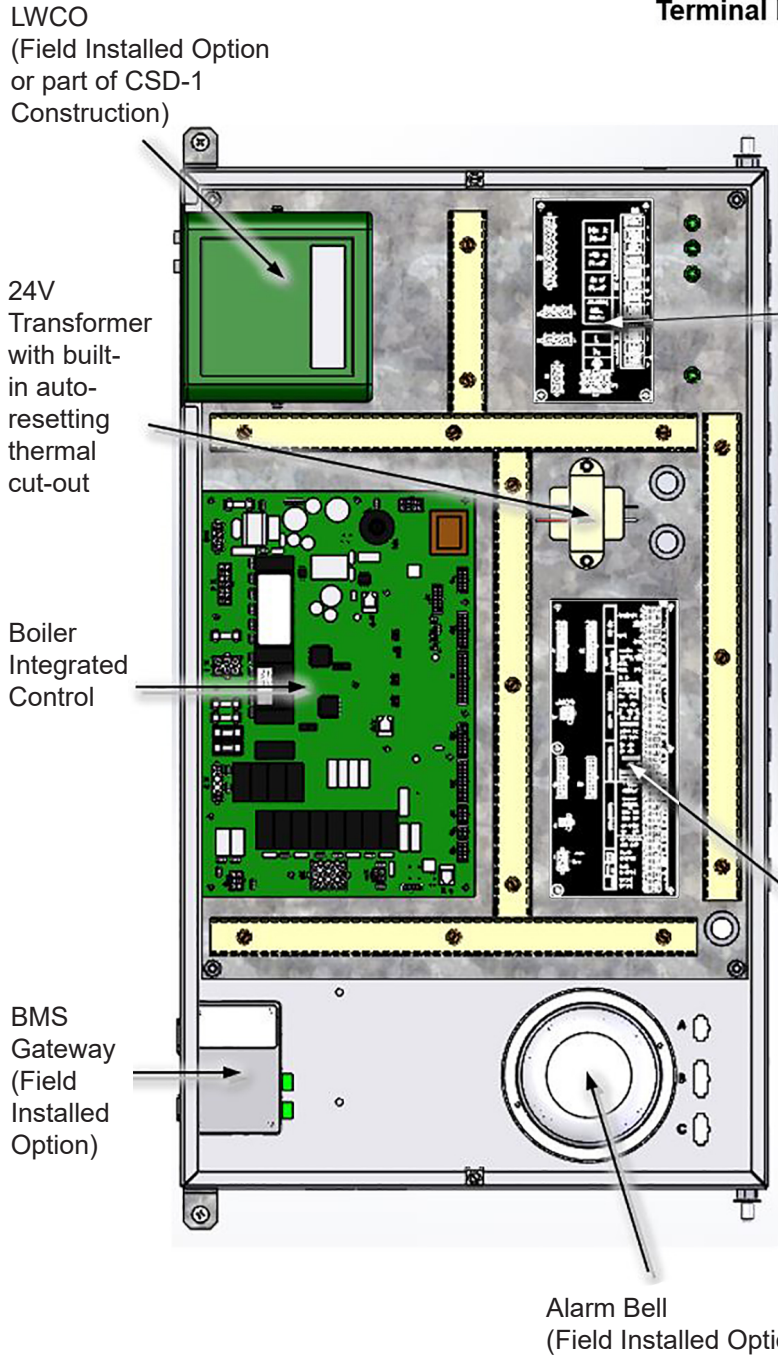 LWCO
(Field Installed Option
or part of CSD-1
Construction)
Terminal
24V
Transformer
with built-
in auto-
resetting
thermal
cut-out
Boiler
Integrated
Control
BMS
Gateway
(Field
Installed
Option)
A
B
C
Alarm Bell
(Field Installed